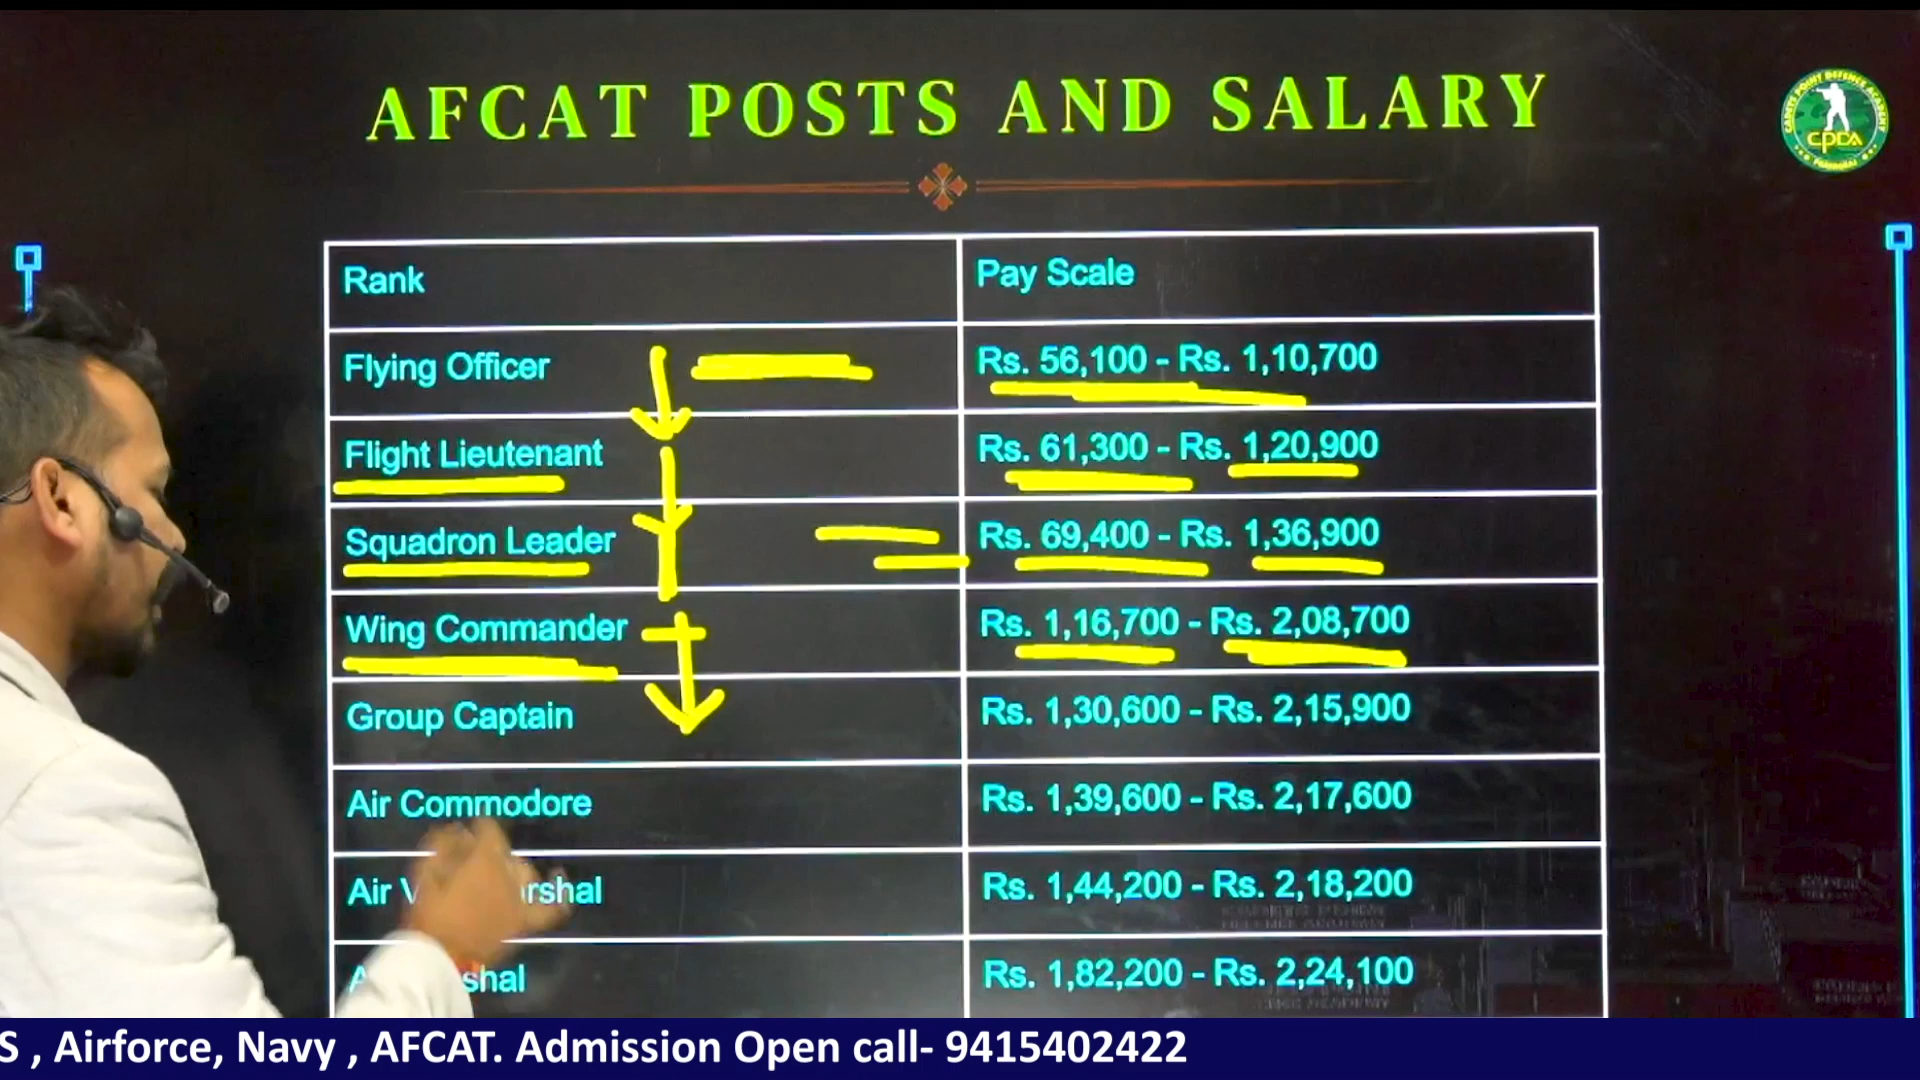 AFCAT POSTS AND SALARY
CADETS POINT DEFENCE ACADEMY
CPDA
Rank Pay Scale
Flying Officer Rs. 56,100 - Rs. 1,10,700
Flight Lieutenant Rs. 61,300 - Rs. 1,20,900
Squadron Leader Rs. 69,400 - Rs. 1,36,900
Wing Commander Rs. 1,16,700 - Rs. 2,08,700
Group Captain Rs. 1,30,600 - Rs. 2,15,900
Air Commodore Rs. 1,39,600 - Rs. 2,17,600
Air Rs. 1,44,200 - Rs. 2,18,200
Rs. 1,82,200 - Rs. 2,24,100
S , Airforce, Navy , AFCAT. Admission Open call- 9415402422